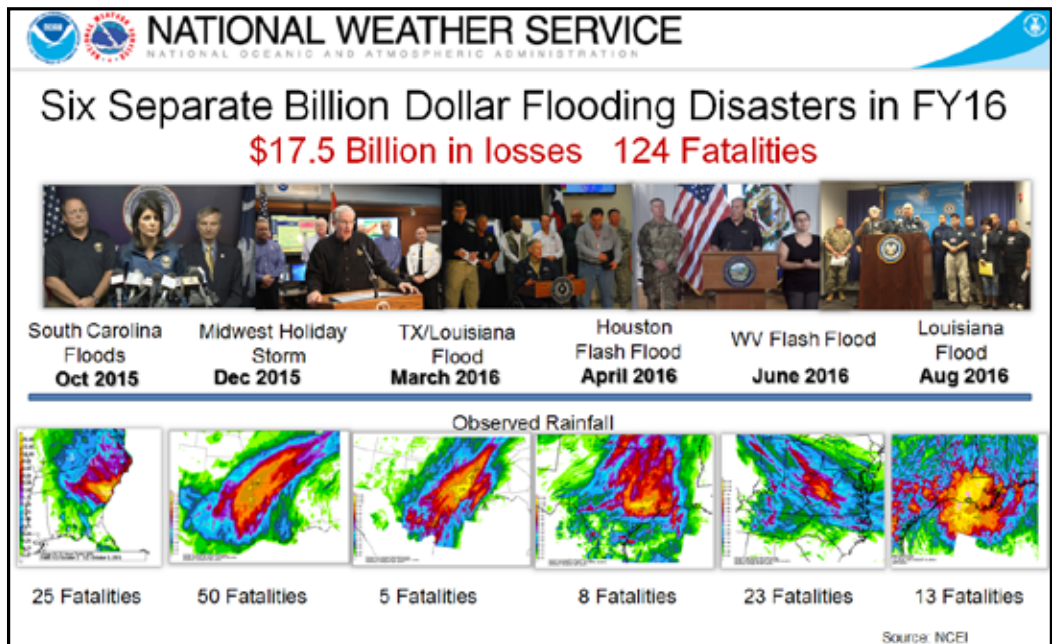 NATIONAL WEATHER SERVICE
NATIONAL OCEANIC AND ATMOSPHERIC ADMINISTRATION
Six Separate Billion Dollar Flooding Disasters in FY16
$17.5 Billion in losses 124 Fatalities
South Carolina
Floods
Oct 2015
Midwest Holiday
Storm
Dec 2015
TX/Louisiana
Flood
March 2016
Houston
Flash Flood
April 2016
WV Flash Flood
June 2016
Louisiana
Flood
Aug 2016
Observed Rainfall
25 Fatalities
50 Fatalities
5 Fatalities
8 Fatalities
23 Fatalities
13 Fatalities
Source: NCEI